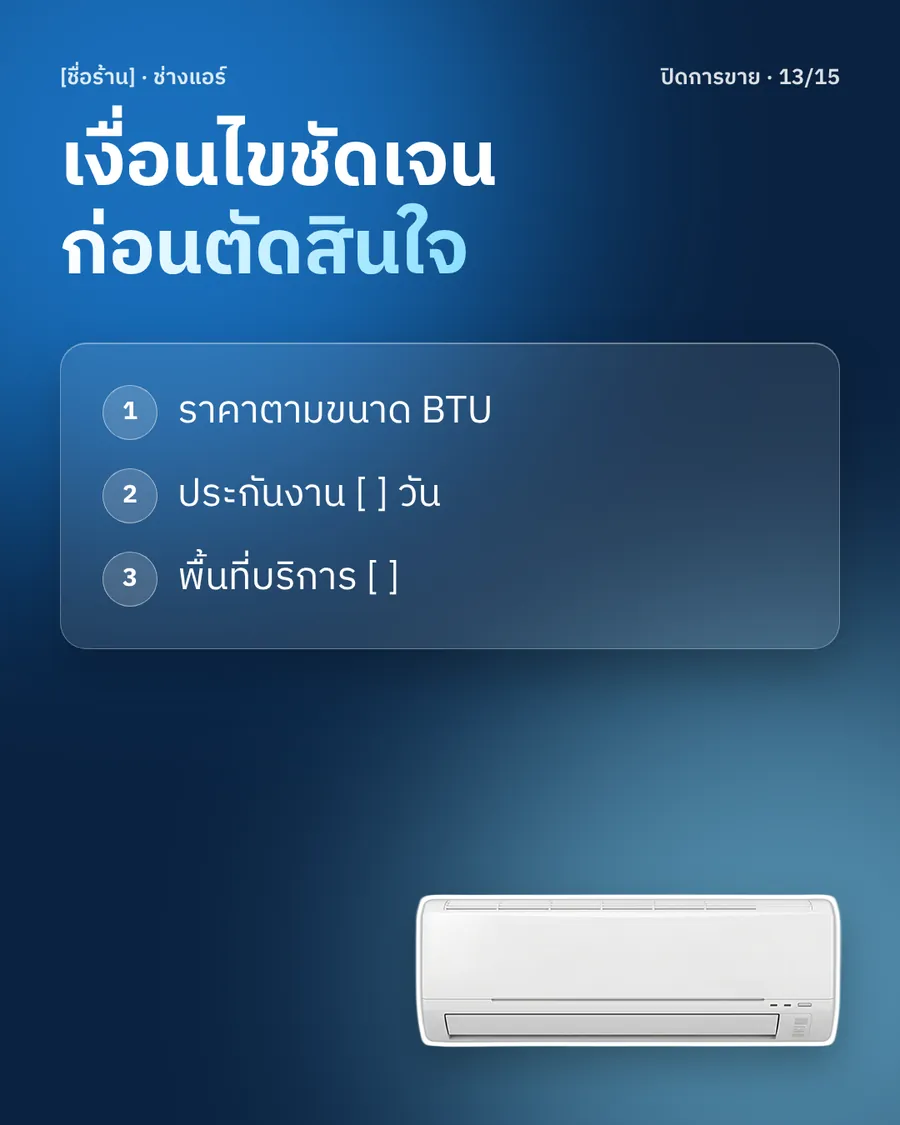 [ชื่อร้าน] · ช่างแอร์
ปิดการขาย · 13/15
เงื่อนไขชัดเจน
ก่อนตัดสินใจ
1 ราคาตามขนาด BTU
2 ประกันงาน [ ] วัน
3 พื้นที่บริการ [ ]